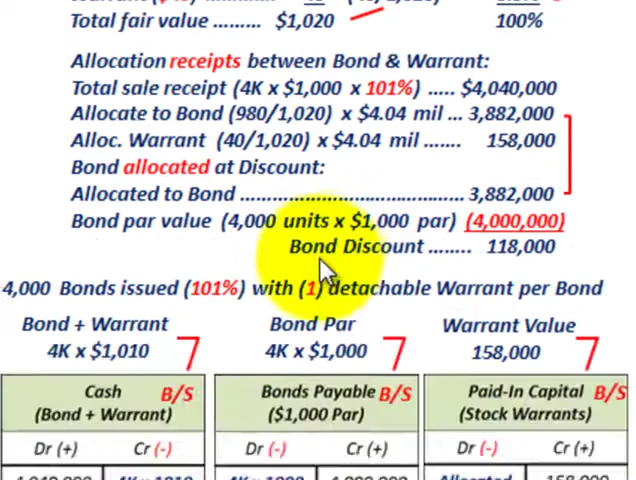 Total fair value ......... $1,020 100%
Allocation receipts between Bond & Warrant:
Total sale receipt (4K x $1,000 x 101%) ..... $4,040,000
Allocate to Bond (980/1,020) x $4.04 mil ... 3,882,000
Alloc. Warrant (40/1,020) x $4.04 mil ....... 158,000
Bond allocated at Discount:
Allocated to Bond ........................................ 3,882,000
Bond par value (4,000 units x $1,000 par) (4,000,000)
Bond Discount ........ 118,000
4,000 Bonds issued (101%) with (1) detachable Warrant per Bond
Bond + Warrant Bond Par Warrant Value
4K x $1,010 4K x $1,000 158,000
Cash B/S Bonds Payable B/S Paid-In Capital B/S
(Bond + Warrant) ($1,000 Par) (Stock Warrants)
Dr (+) Cr (-) Dr (-) Cr (+) Dr (-) Cr (+)
Allocated 158,000